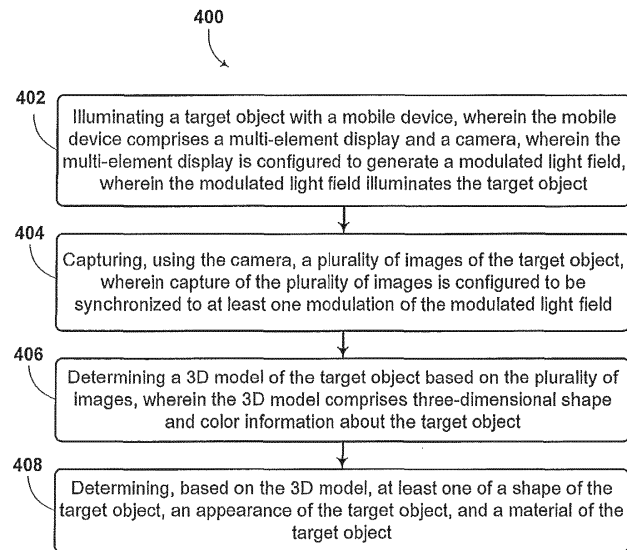 400
402
Illuminating a target object with a mobile device, wherein the mobile
device comprises a multi-element display and a camera, wherein the
multi-element display is configured to generate a modulated light field,
wherein the modulated light field illuminates the target object
404
Capturing, using the camera, a plurality of images of the target object,
wherein capture of the plurality of images is configured to be
synchronized to at least one modulation of the modulated light field
406
Determining a 3D model of the target object based on the plurality of
images, wherein the 3D model comprises three-dimensional shape
and color information about the target object
408
Determining, based on the 3D model, at least one of a shape of the
target object, an appearance of the target object, and a material of the
target object